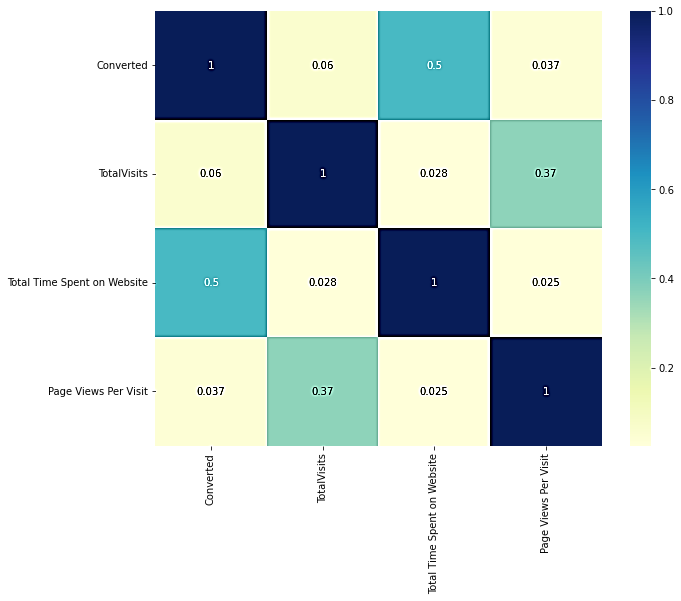 1.0
Converted 1 0.06 0.5 0.037
0.8
TotalVisits 0.06 1 0.028 0.37
0.6
Total Time Spent on Website 0.5 0.028 1 0.025
0.4
Page Views Per Visit 0.037 0.37 0.025 1
0.2
Converted
TotalVisits
Total Time Spent on Website
Page Views Per Visit